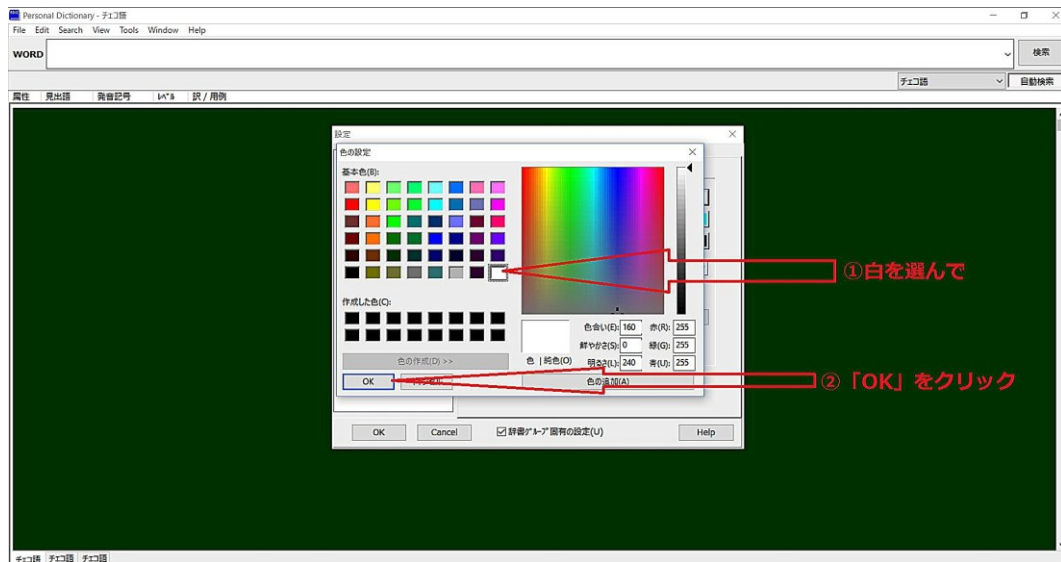 Personal Dictionary - チェコ語
File Edit Search View Tools Window Help
WORD
検索
チェコ語
自動検索
属性 見出語 発音記号 ﾚﾍﾞﾙ 訳 / 用例
設定
色の設定
基本色(B):
①白を選んで
作成した色(C):
色合い(E): 160 赤(R): 255
鮮やかさ(S): 0 緑(G): 255
色 | 純色(O) 明るさ(L): 240 青(U): 255
色の作成(D) >>
OK
色の追加(A)
②「OK」をクリック
OK Cancel 辞書ｸﾞﾙｰﾌﾟ固有の設定(U) Help
チェコ語 チェコ語 チェコ語